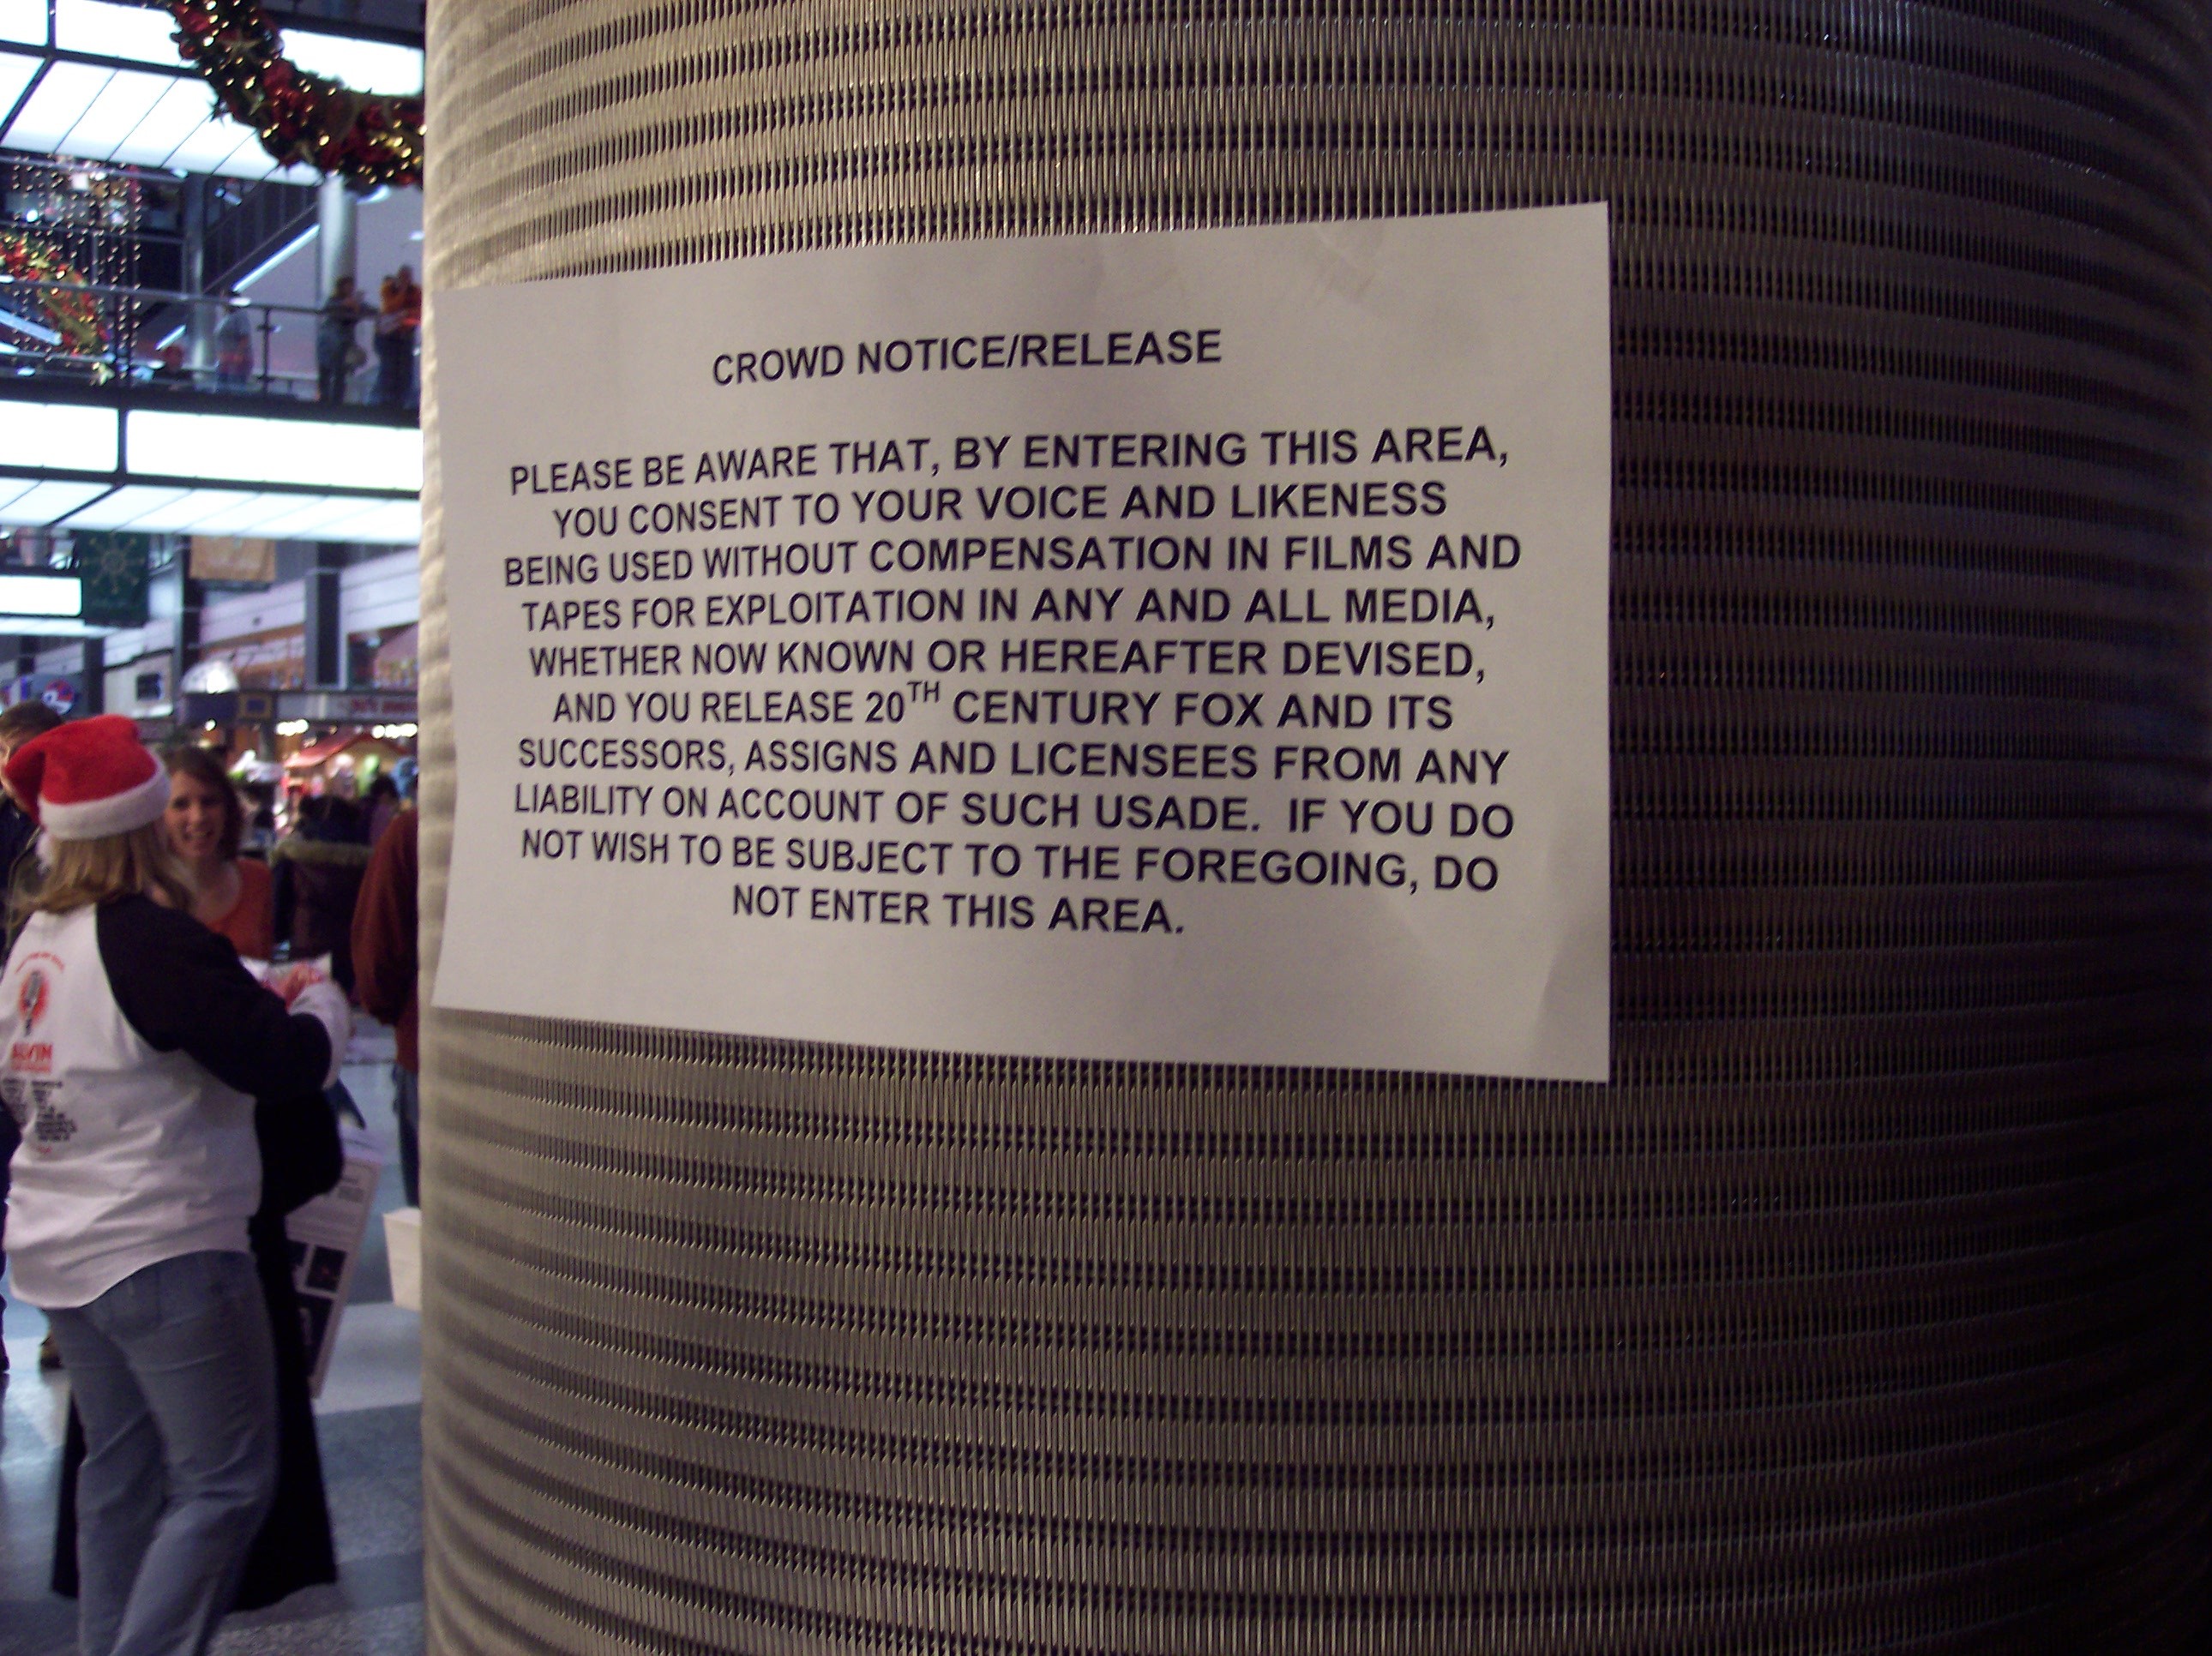 CROWD NOTICE/RELEASE
PLEASE BE AWARE THAT, BY ENTERING THIS AREA,
YOU CONSENT TO YOUR VOICE AND LIKENESS
BEING USED WITHOUT COMPENSATION IN FILMS AND
TAPES FOR EXPLOITATION IN ANY AND ALL MEDIA,
WHETHER NOW KNOWN OR HEREAFTER DEVISED,
AND YOU RELEASE 20TH CENTURY FOX AND ITS
SUCCESSORS, ASSIGNS AND LICENSEES FROM ANY
LIABILITY ON ACCOUNT OF SUCH USADE. IF YOU DO
NOT WISH TO BE SUBJECT TO THE FOREGOING, DO
NOT ENTER THIS AREA.